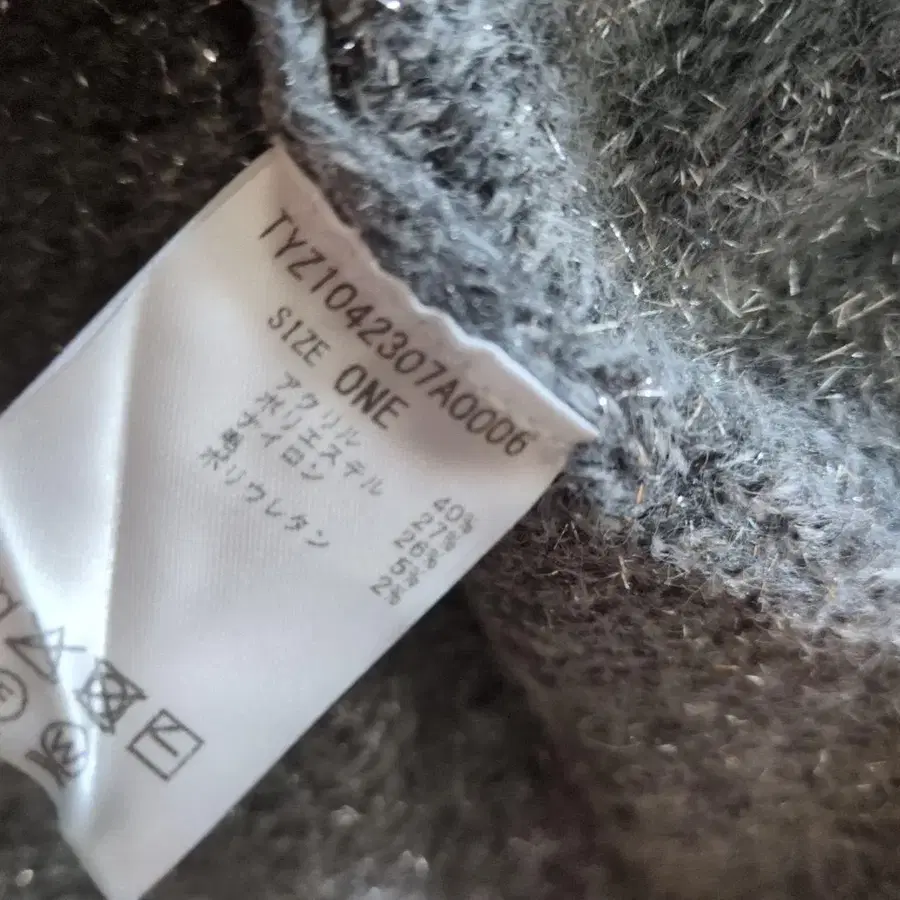 TYZ1042307A0006
SIZE ONE
アクリル 40%
ポリエステル 27%
ナイロン 26%
毛 5%
ポリウレタン 2%